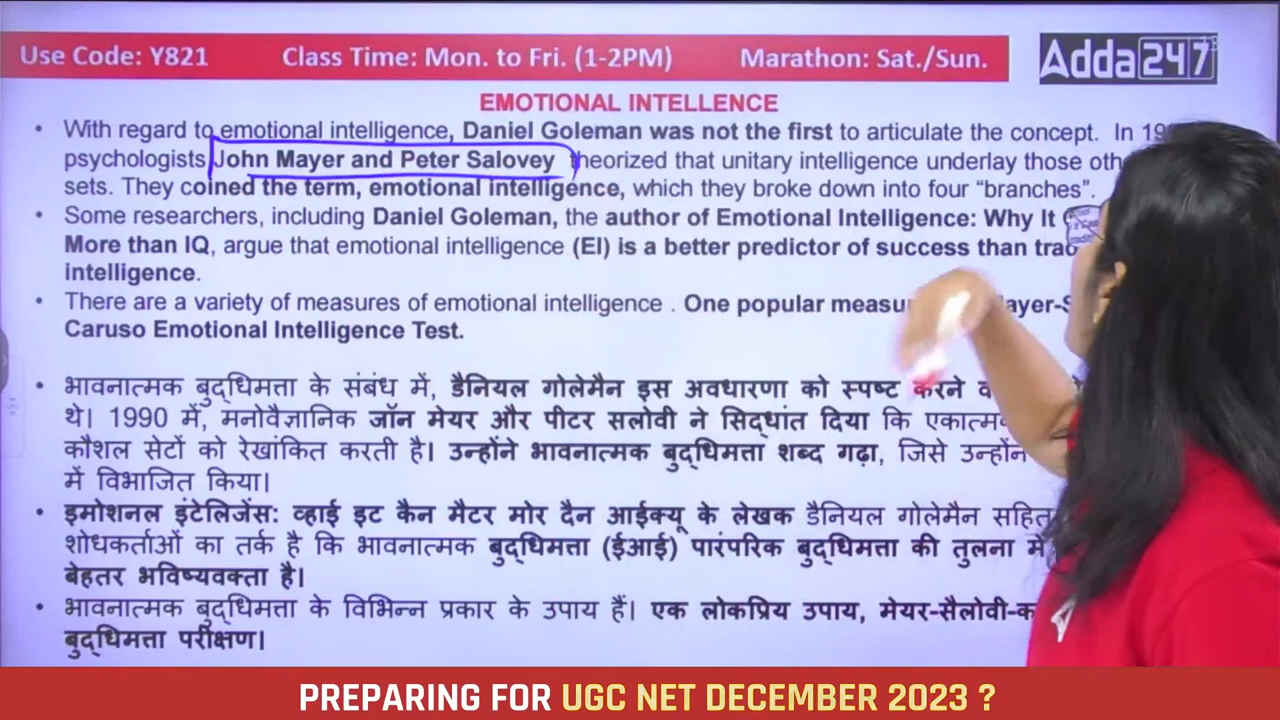 Use Code: Y821 Class Time: Mon. to Fri. (1-2PM) Marathon: Sat./Sun.
Adda247
EMOTIONAL INTELLENCE
• With regard to emotional intelligence, Daniel Goleman was not the first to articulate the concept. In
psychologists John Mayer and Peter Salovey theorized that unitary intelligence underlay those
sets. They coined the term, emotional intelligence, which they broke down into four “branches”.
• Some researchers, including Daniel Goleman, the author of Emotional Intelligence: Why It
More than IQ, argue that emotional intelligence (EI) is a better predictor of success than
intelligence.
• There are a variety of measures of emotional intelligence . One popular
Caruso Emotional Intelligence Test.
• भावनात्मक बुद्धिमत्ता के संबंध में, डैनियल गोलेमैन इस अवधारणा को स्पष्ट करने
थे। 1990 में, मनोवैज्ञानिक जॉन मेयर और पीटर सलोवी ने सिद्धांत दिया कि
कौशल सेटों को रेखांकित करती है। उन्होंने भावनात्मक बुद्धिमत्ता शब्द गढ़ा, जिसे उन्होंने
में विभाजित किया।
• इमोशनल इंटेलिजेंस: व्हाई इट कैन मैटर मोर दैन आईक्यू के लेखक डैनियल गोलेमैन सहित
शोधकर्ताओं का तर्क है कि भावनात्मक बुद्धिमत्ता (ईआई) पारंपरिक बुद्धिमत्ता की तुलना में
बेहतर भविष्यवक्ता है।
• भावनात्मक बुद्धिमत्ता के विभिन्न प्रकार के उपाय हैं। एक लोकप्रिय उपाय,
बुद्धिमत्ता परीक्षण।
PREPARING FOR UGC NET DECEMBER 2023 ?